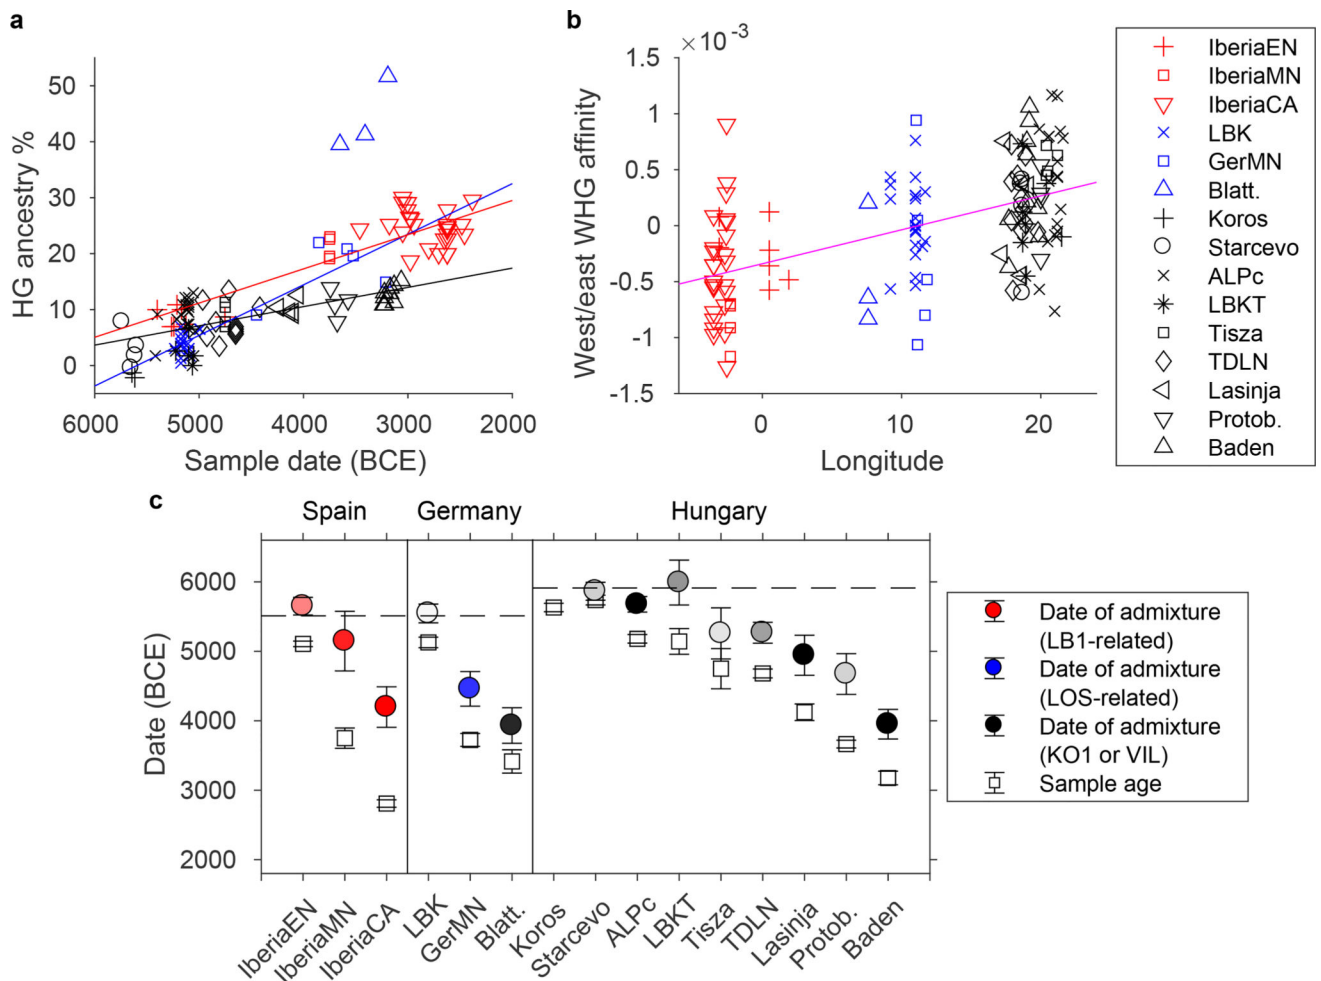 a
HG ancestry %
50
40
30
20
10
0
6000 5000 4000 3000 2000
Sample date (BCE)
b
×10⁻³
West/east WHG affinity
1.5
1
0.5
0
-0.5
-1
-1.5
0 10 20
Longitude
IberiaEN
IberiaMN
IberiaCA
LBK
GerMN
Blatt.
Koros
Starcevo
ALPc
LBKT
Tisza
TDLN
Lasinja
Protob.
Baden
c
Spain Germany Hungary
Date (BCE)
6000
5000
4000
3000
2000
IberiaEN IberiaMN IberiaCA LBK GerMN Blatt. Koros Starcevo ALPc LBKT Tisza TDLN Lasinja Protob. Baden
Date of admixture
(LB1-related)
Date of admixture
(LOS-related)
Date of admixture
(KO1 or VIL)
Sample age